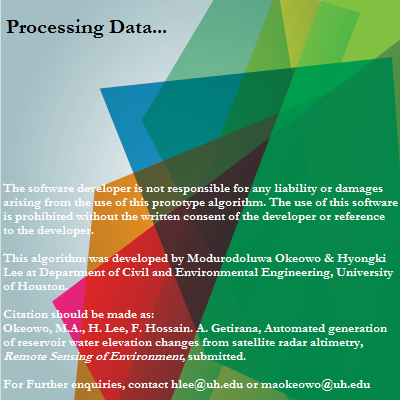 Processing Data...
The software developer is not responsible for any liability or damages
arising from the use of this prototype algorithm. The use of this software
is prohibited without the written consent of the developer or reference
to the developer.
This algorithm was developed by Modurodoluwa Okeowo & Hyongki
Lee at Department of Civil and Environmental Engineering, University
of Houston.
Citation should be made as:
Okeowo, M.A., H. Lee, F. Hossain. A. Getirana, Automated generation
of reservoir water elevation changes from satellite radar altimetry,
Remote Sensing of Environment, submitted.
For Further enquiries, contact hlee@uh.edu or maokeowo@uh.edu